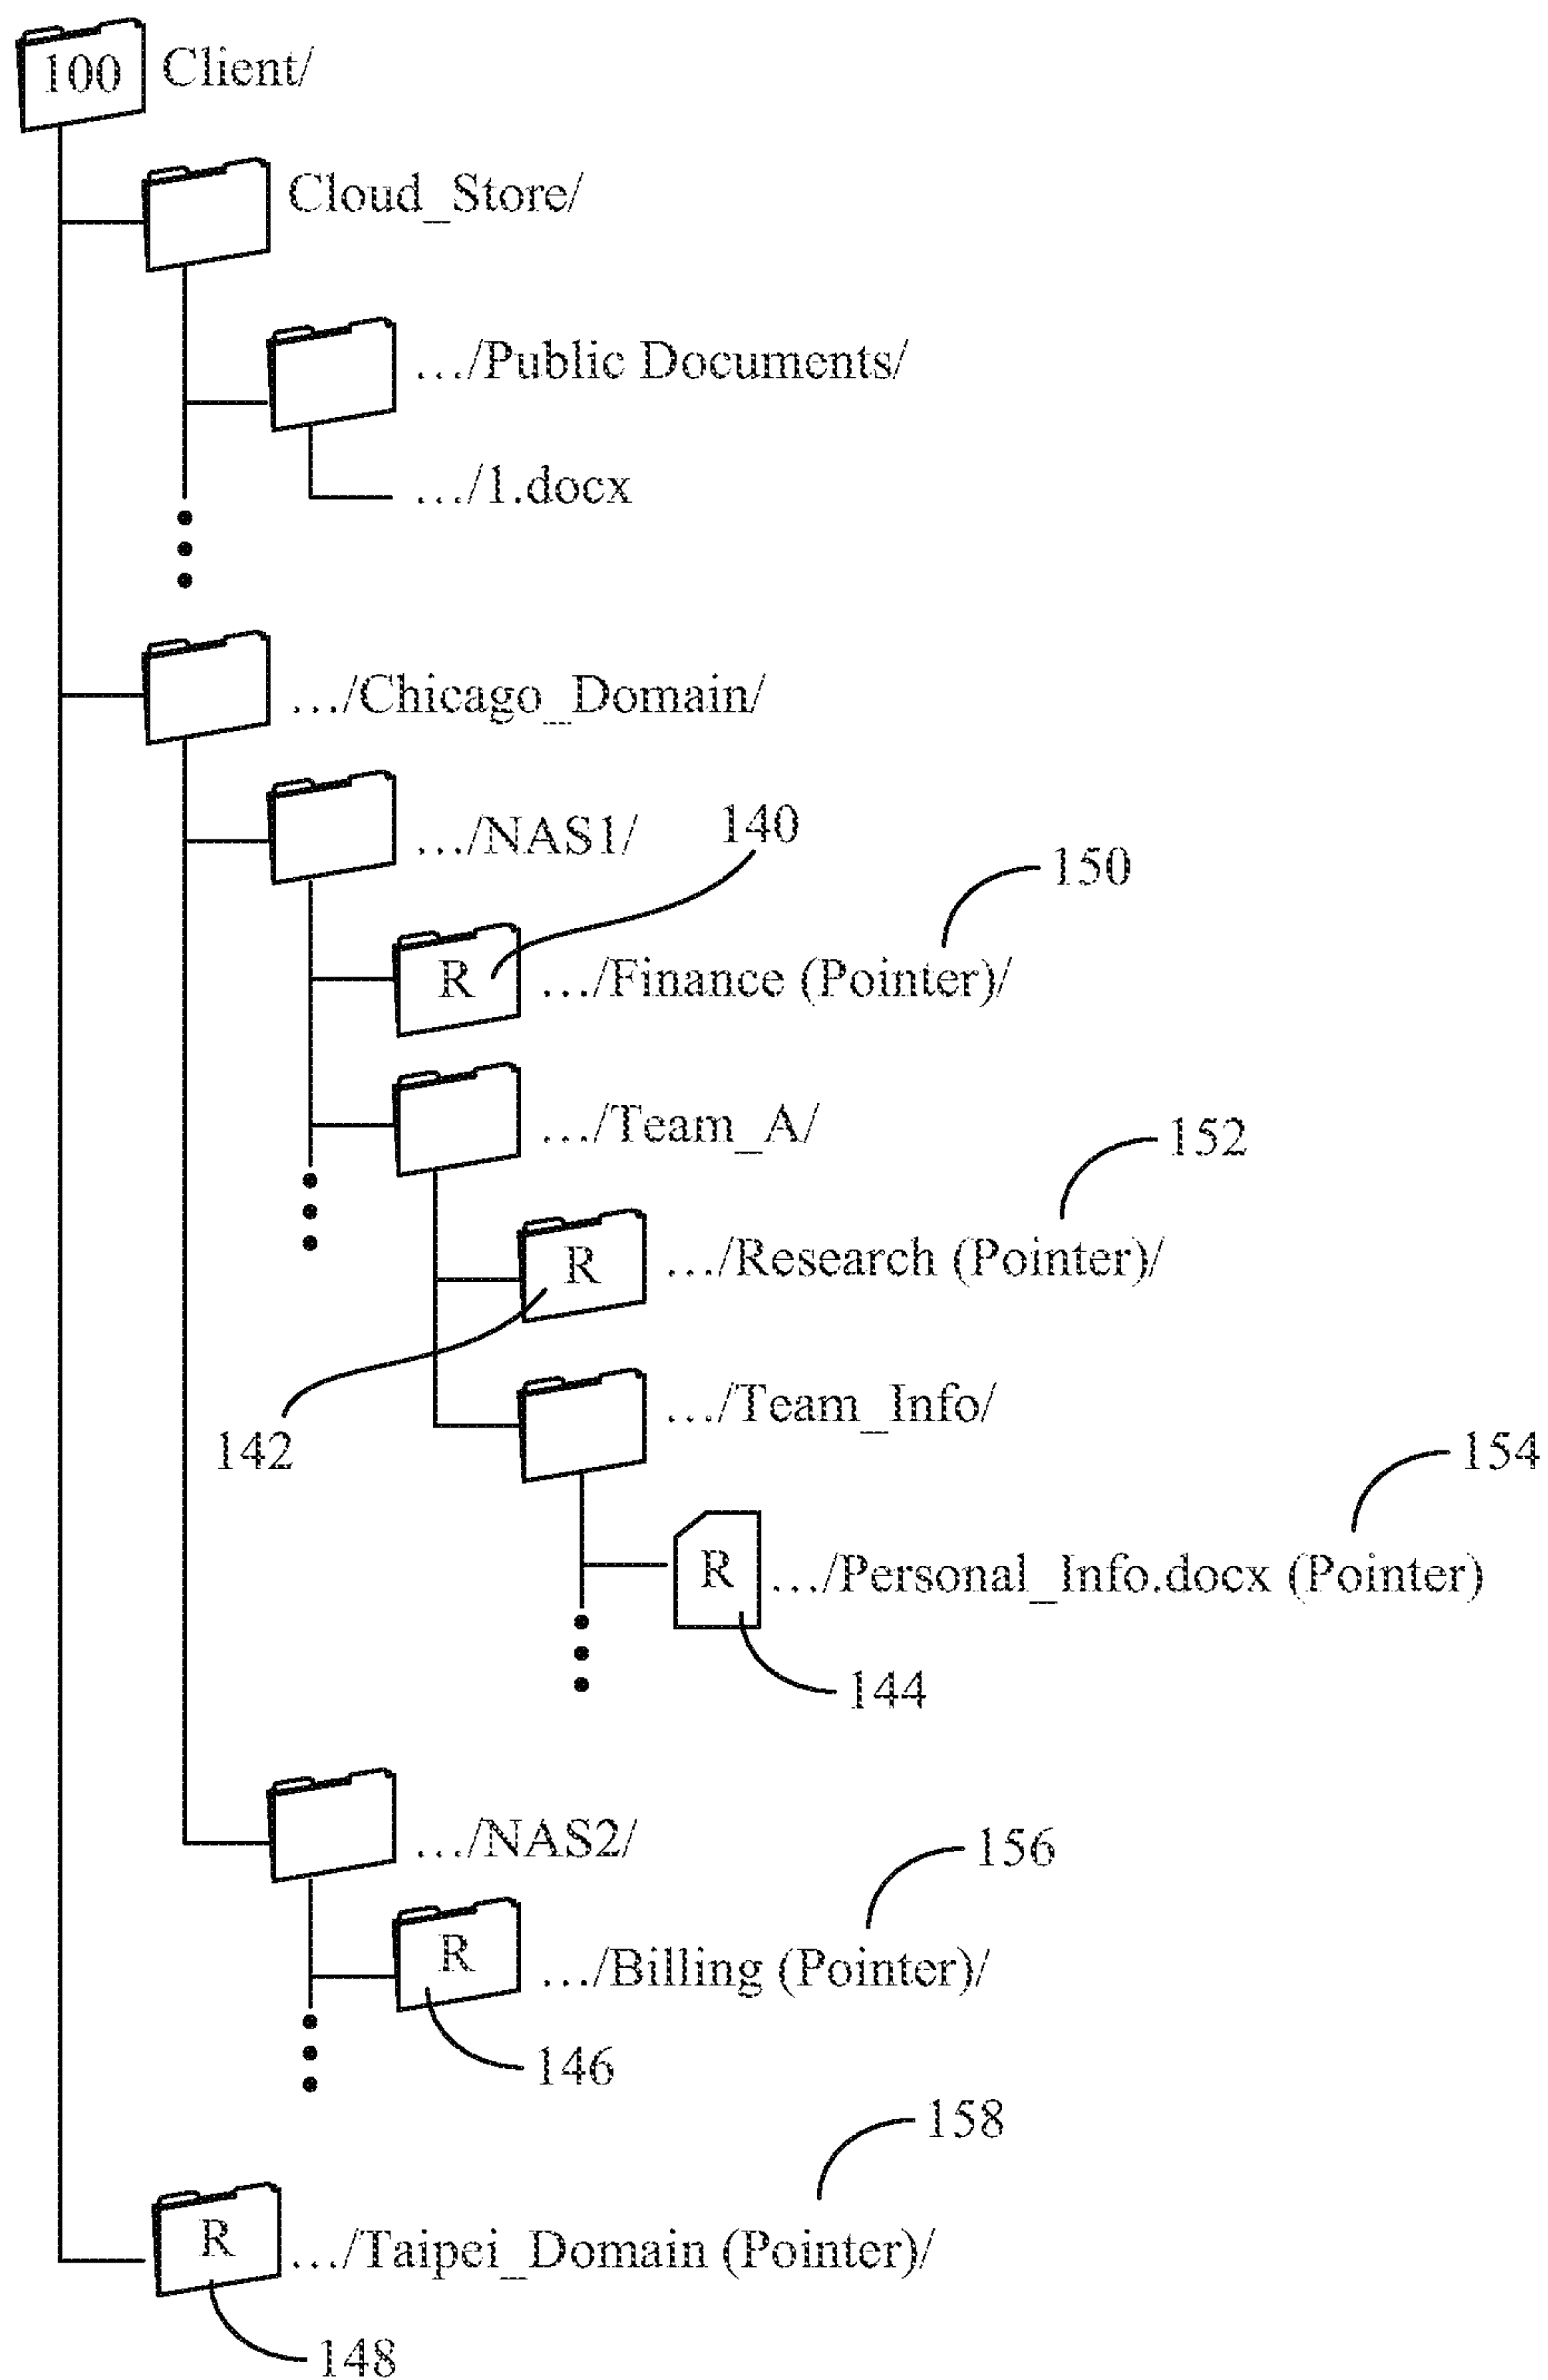 100 Client/
Cloud_Store/
.../Public Documents/
.../1.docx
.../Chicago_Domain/
.../NAS1/
140
150
R .../Finance (Pointer)/
.../Team_A/
152
R .../Research (Pointer)/
142
.../Team_Info/
154
R .../Personal_Info.docx (Pointer)
144
.../NAS2/
156
R .../Billing (Pointer)/
146
158
R .../Taipei_Domain (Pointer)/
148